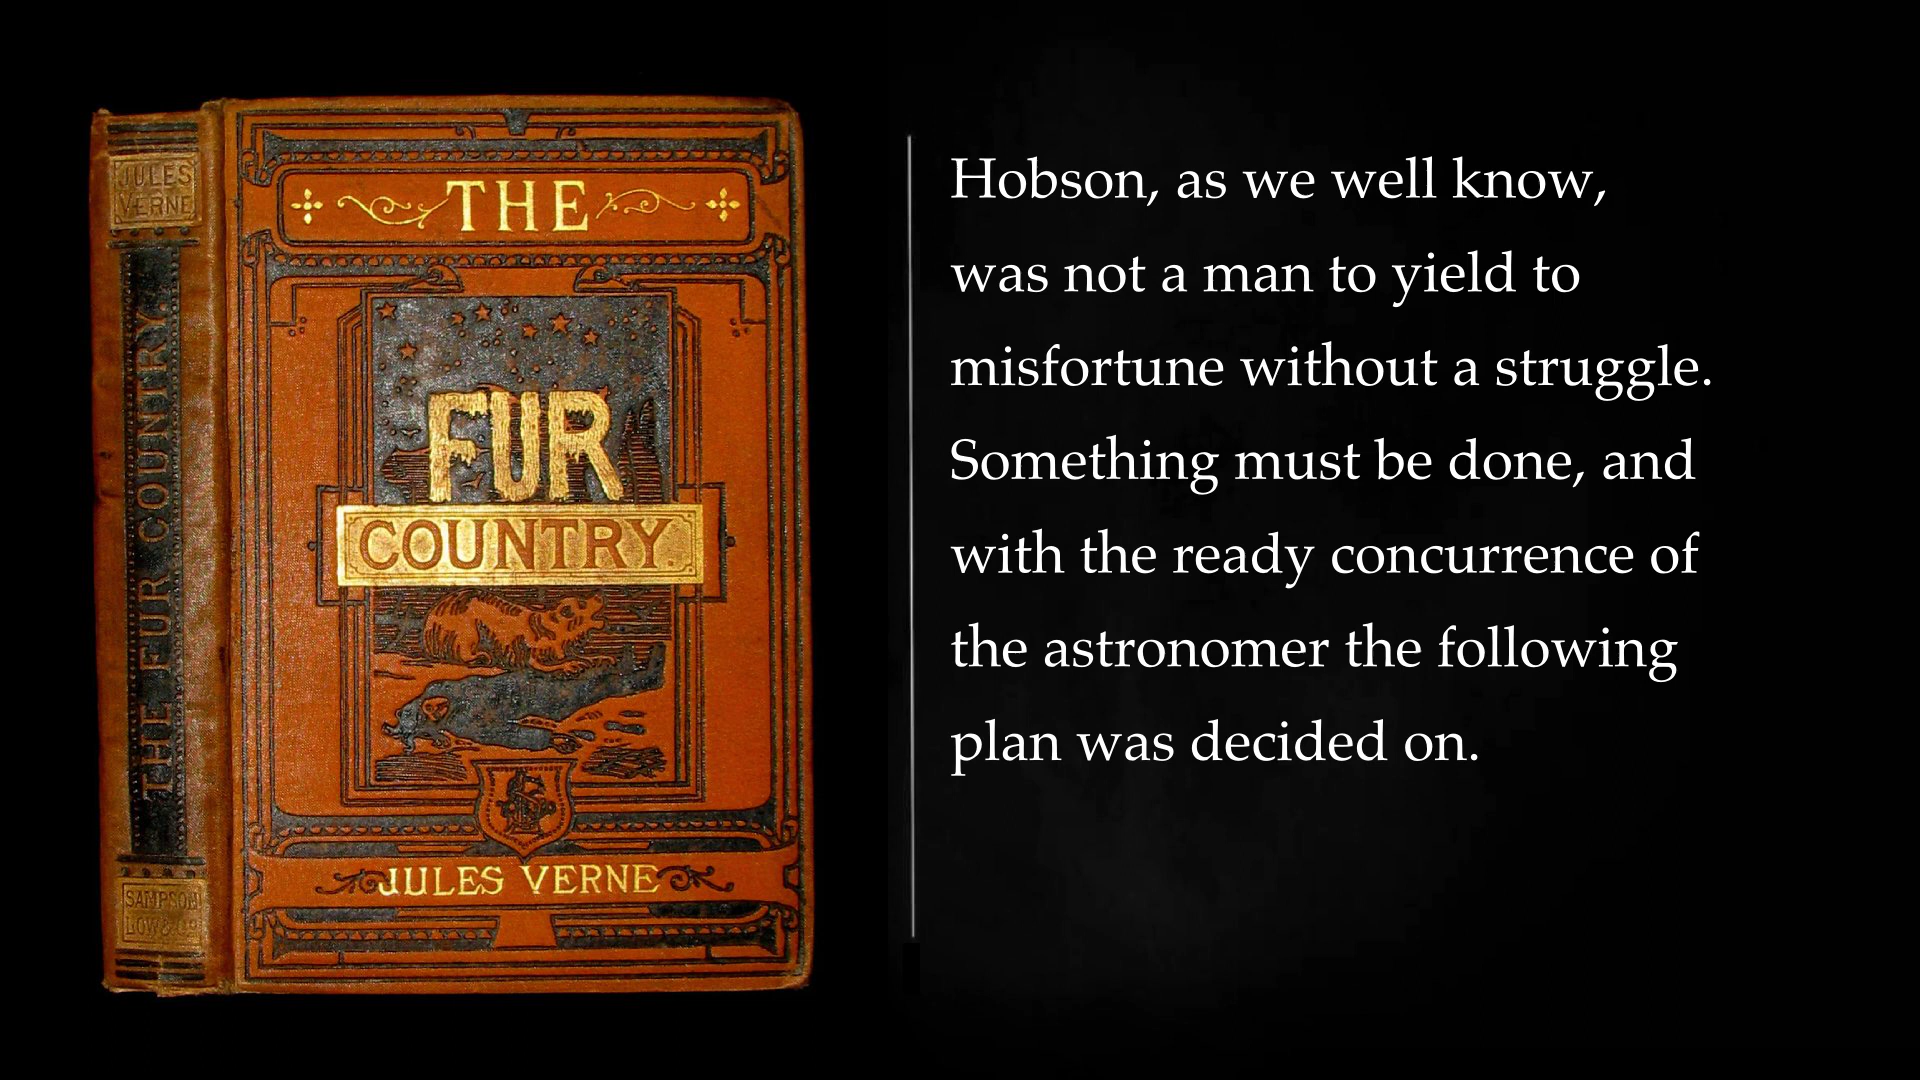 JULES
VERNE
THE FUR COUNTRY.
SAMPSON
LOW & Co
THE
FUR
COUNTRY.
JULES VERNE
Hobson, as we well know,
was not a man to yield to
misfortune without a struggle.
Something must be done, and
with the ready concurrence of
the astronomer the following
plan was decided on.